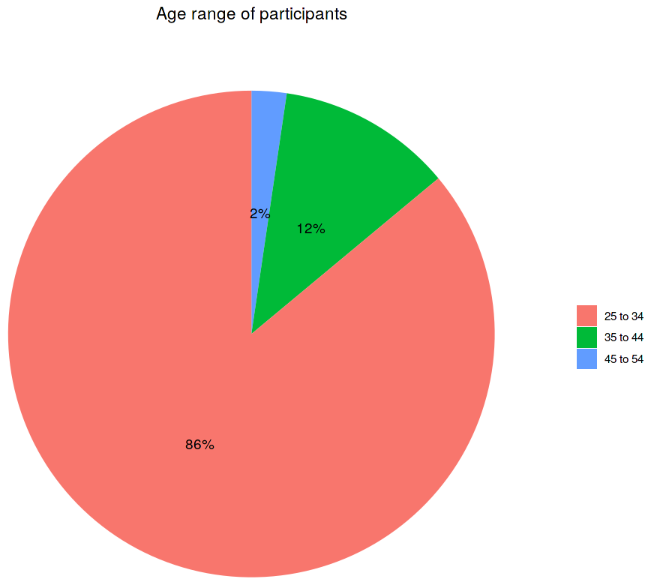 Age range of participants
2%
12%
86%
25 to 34
35 to 44
45 to 54